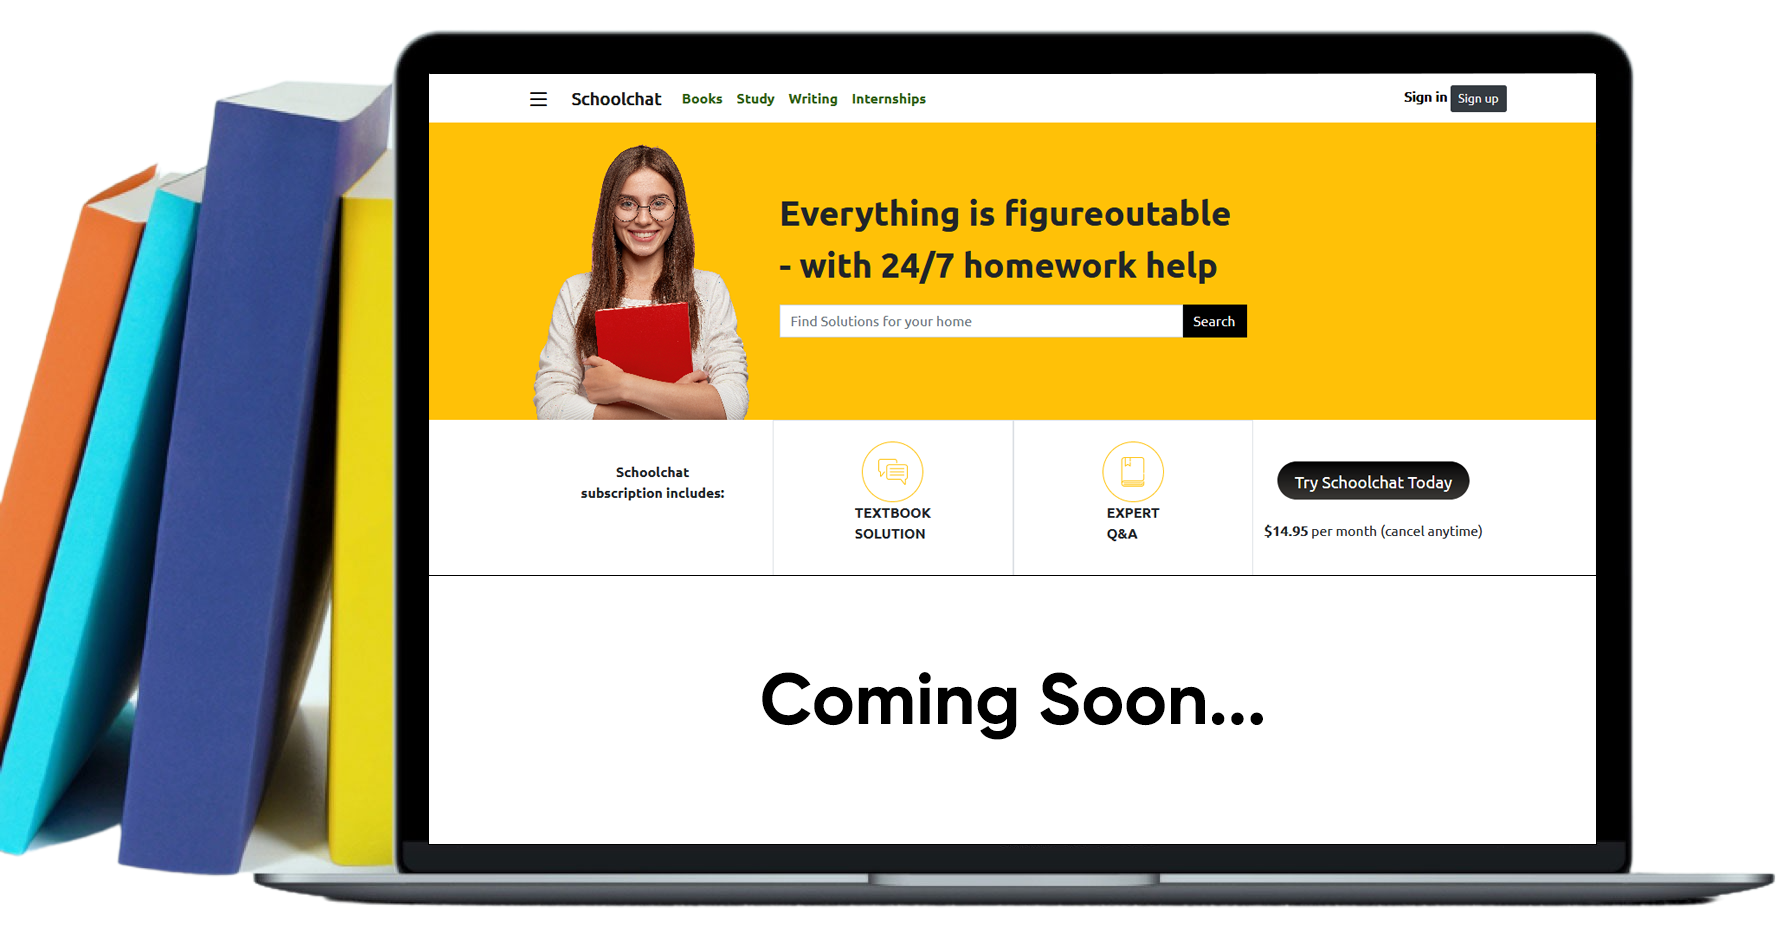 Schoolchat Books Study Writing Internships Sign in Sign up
Everything is figureoutable
- with 24/7 homework help
Find Solutions for your home Search
Schoolchat
subscription includes:
TEXTBOOK
SOLUTION
EXPERT
Q&A
Try Schoolchat Today
$14.95 per month (cancel anytime)
Coming Soon...